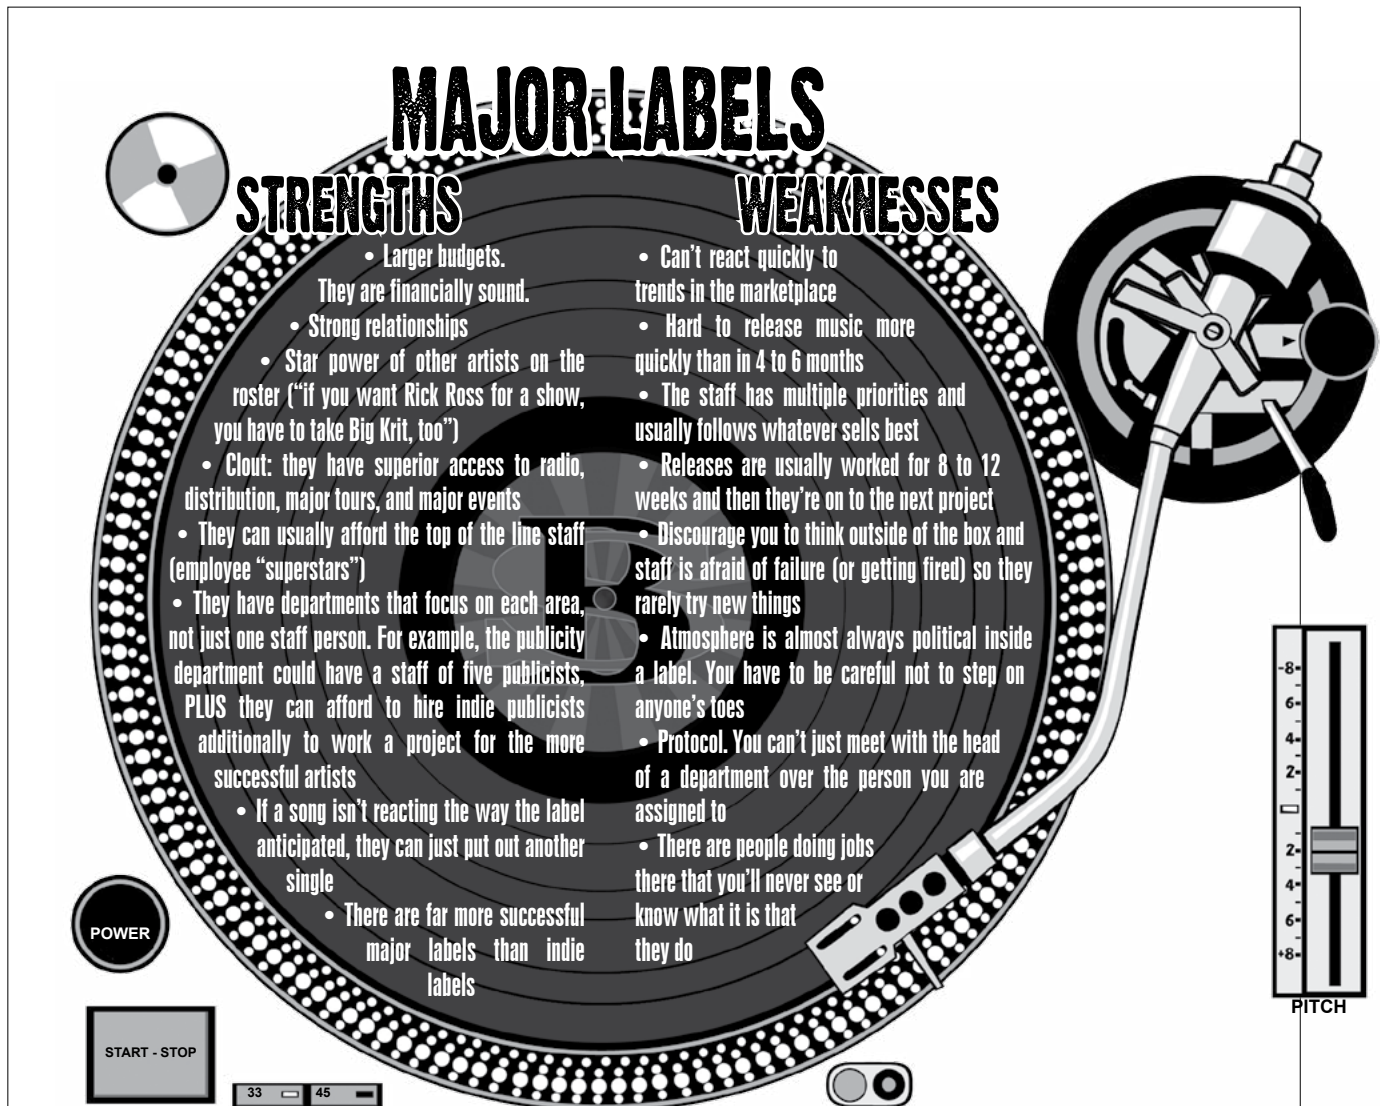 MAJOR LABELS
STRENGTHS
• Larger budgets.
They are financially sound.
• Strong relationships
• Star power of other artists on the
roster (“if you want Rick Ross for a show,
you have to take Big Krit, too”)
• Clout: they have superior access to radio,
distribution, major tours, and major events
• They can usually afford the top of the line staff
(employee “superstars”)
• They have departments that focus on each area,
not just one staff person. For example, the publicity
department could have a staff of five publicists,
PLUS they can afford to hire indie publicists
additionally to work a project for the more
successful artists
• If a song isn’t reacting the way the label
anticipated, they can just put out another
single
• There are far more successful
major labels than indie
labels
WEAKNESSES
• Can’t react quickly to
trends in the marketplace
• Hard to release music more
quickly than in 4 to 6 months
• The staff has multiple priorities and
usually follows whatever sells best
• Releases are usually worked for 8 to 12
weeks and then they’re on to the next project
• Discourage you to think outside of the box and
staff is afraid of failure (or getting fired) so they
rarely try new things
• Atmosphere is almost always political inside
a label. You have to be careful not to step on
anyone’s toes
• Protocol. You can’t just meet with the head
of a department over the person you are
assigned to
• There are people doing jobs
there that you’ll never see or
know what it is that
they do
B
-8-
6-
4-
2-
2-
4-
6-
+8-
PITCH
POWER
START - STOP
33 45